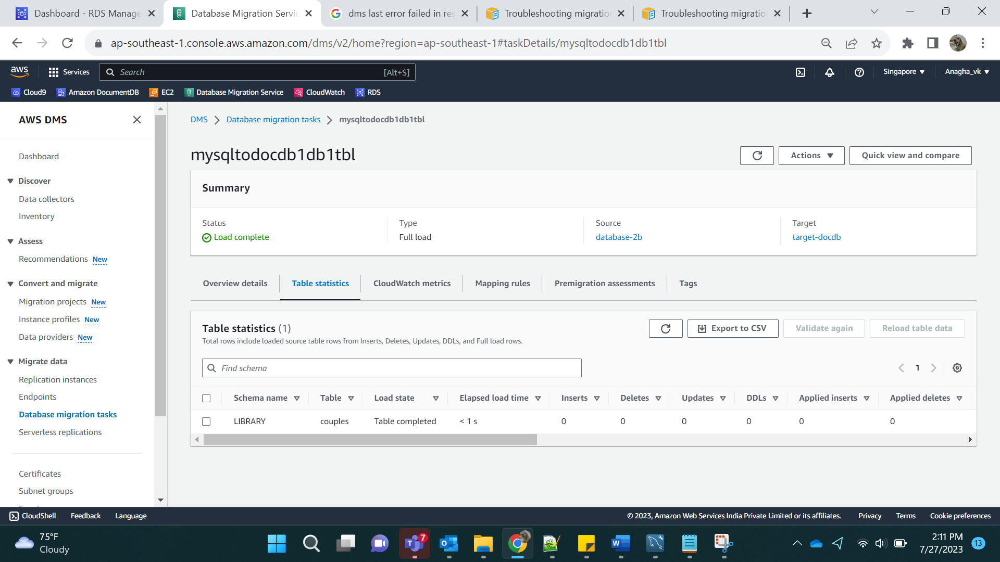 Dashboard - RDS Manage
Database Migration Servic
dms last error failed in res
Troubleshooting migratio
Troubleshooting migratio
ap-southeast-1.console.aws.amazon.com/dms/v2/home?region=ap-southeast-1#taskDetails/mysqltodocdb1db1tbl
aws
Services
Search
[Alt+S]
Singapore
Anagha_vk
Cloud9
Amazon DocumentDB
EC2
Database Migration Service
CloudWatch
RDS
AWS DMS
Dashboard
Discover
Data collectors
Inventory
Assess
Recommendations New
Convert and migrate
Migration projects New
Instance profiles New
Data providers New
Migrate data
Replication instances
Endpoints
Database migration tasks
Serverless replications
Certificates
Subnet groups
DMS
Database migration tasks
mysqltodocdb1db1tbl
mysqltodocdb1db1tbl
Actions
Quick view and compare
Summary
Status
Load complete
Type
Full load
Source
database-2b
Target
target-docdb
Overview details
Table statistics
CloudWatch metrics
Mapping rules
Premigration assessments
Tags
Table statistics (1)
Total rows include loaded source table rows from Inserts, Deletes, Updates, DDLs, and Full load rows.
Export to CSV
Validate again
Reload table data
Find schema
1
Schema name Table Load state Elapsed load time Inserts Deletes Updates DDLs Applied inserts Applied deletes
LIBRARY couples Table completed < 1 s 0 0 0 0 0 0
CloudShell
Feedback
Language
© 2023, Amazon Web Services India Private Limited or its affiliates.
Privacy
Terms
Cookie preferences
75°F
Cloudy
7
2:11 PM
7/27/2023
13